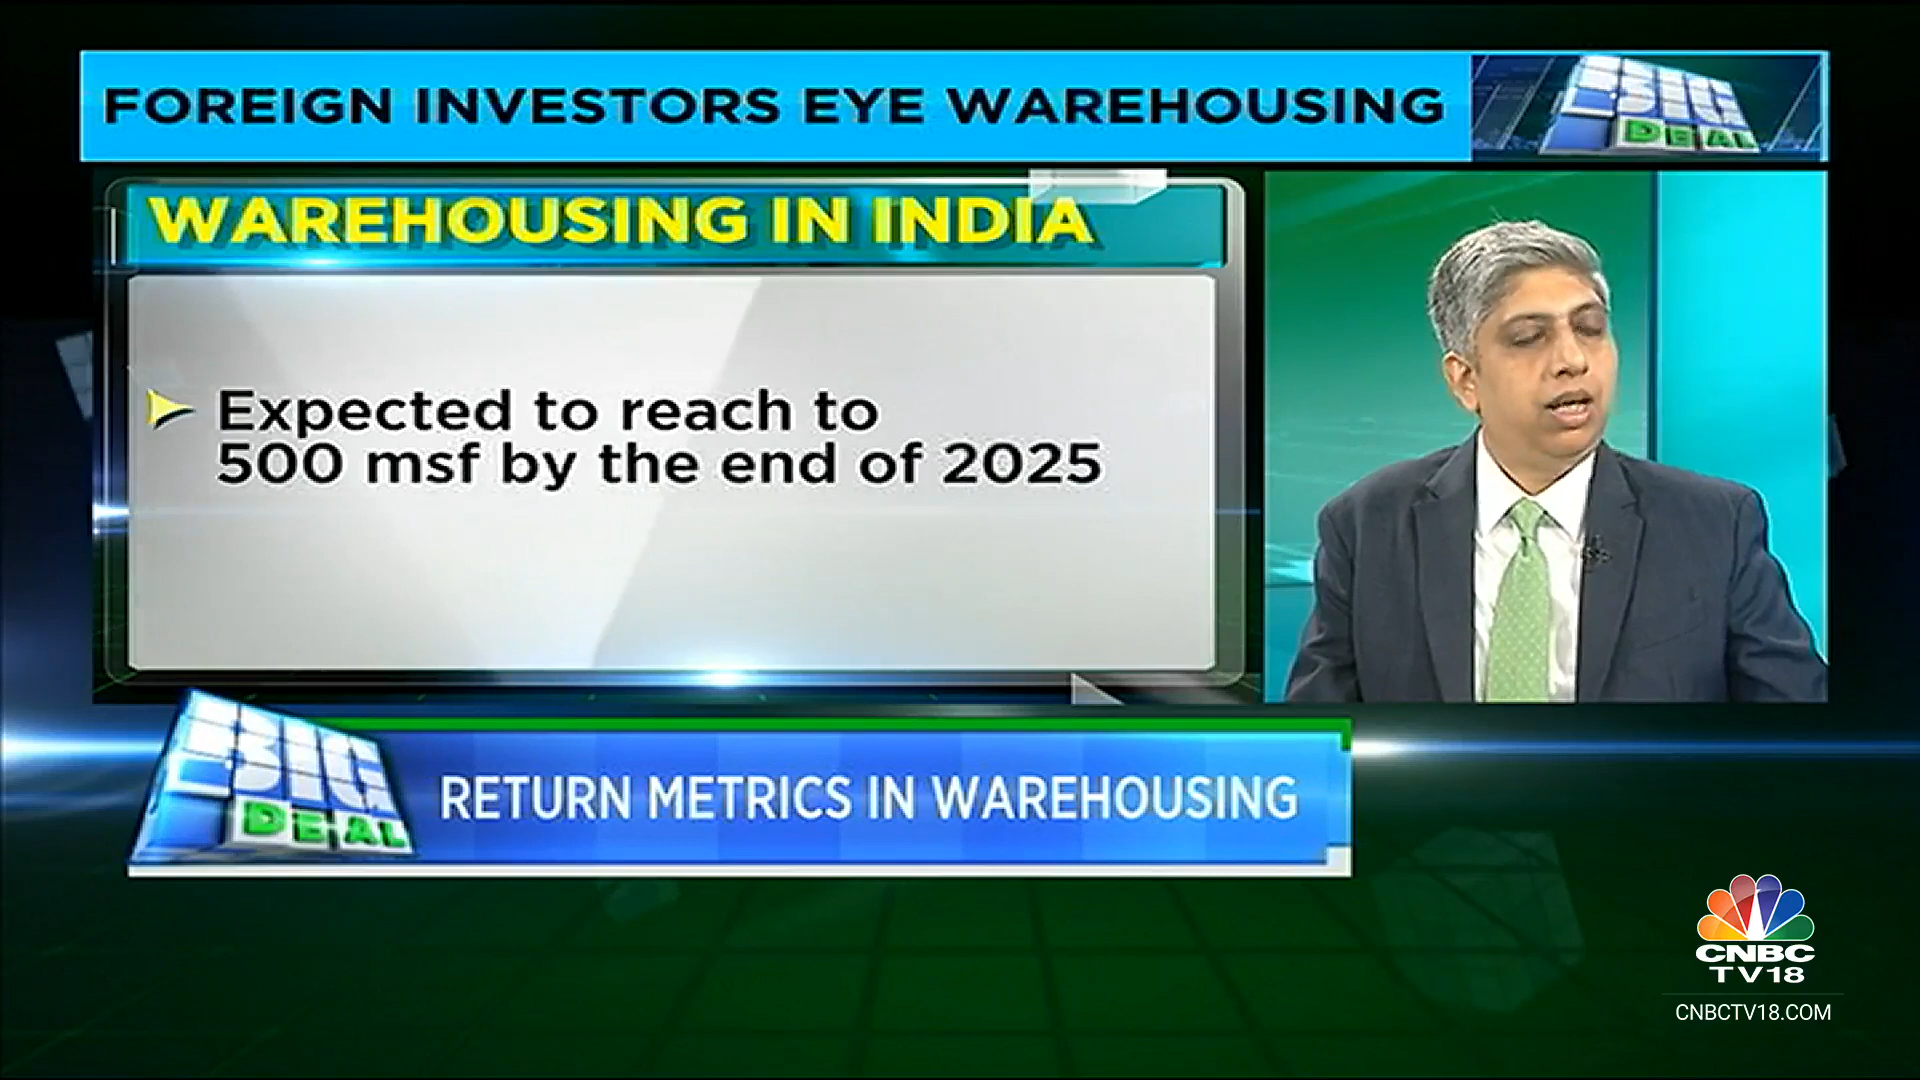 FOREIGN INVESTORS EYE WAREHOUSING
BIG
DEAL
WAREHOUSING IN INDIA
Expected to reach to
500 msf by the end of 2025
BIG
DEAL
RETURN METRICS IN WAREHOUSING
CNBC
TV18
CNBCTV18.COM